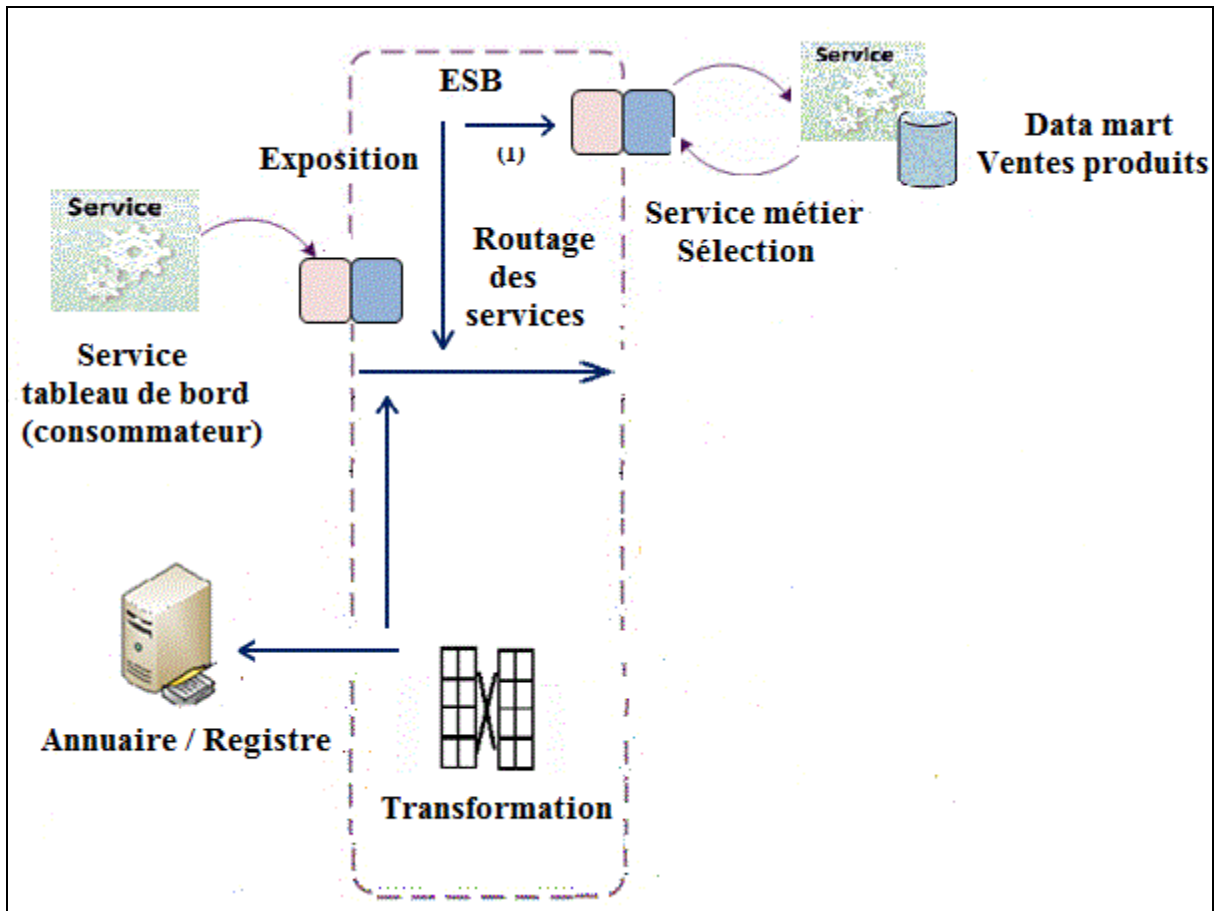 ESB
Service
(1)
Data mart
Ventes produits
Exposition
Service
Service métier
Sélection
Routage
des
services
Service
tableau de bord
(consommateur)
Annuaire / Registre
Transformation